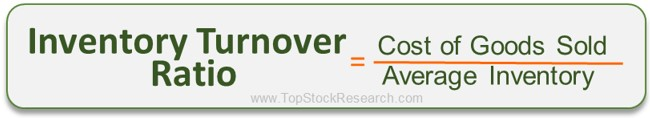 Inventory Turnover
Ratio
=
Cost of Goods Sold
Average Inventory
www.TopStockResearch.com